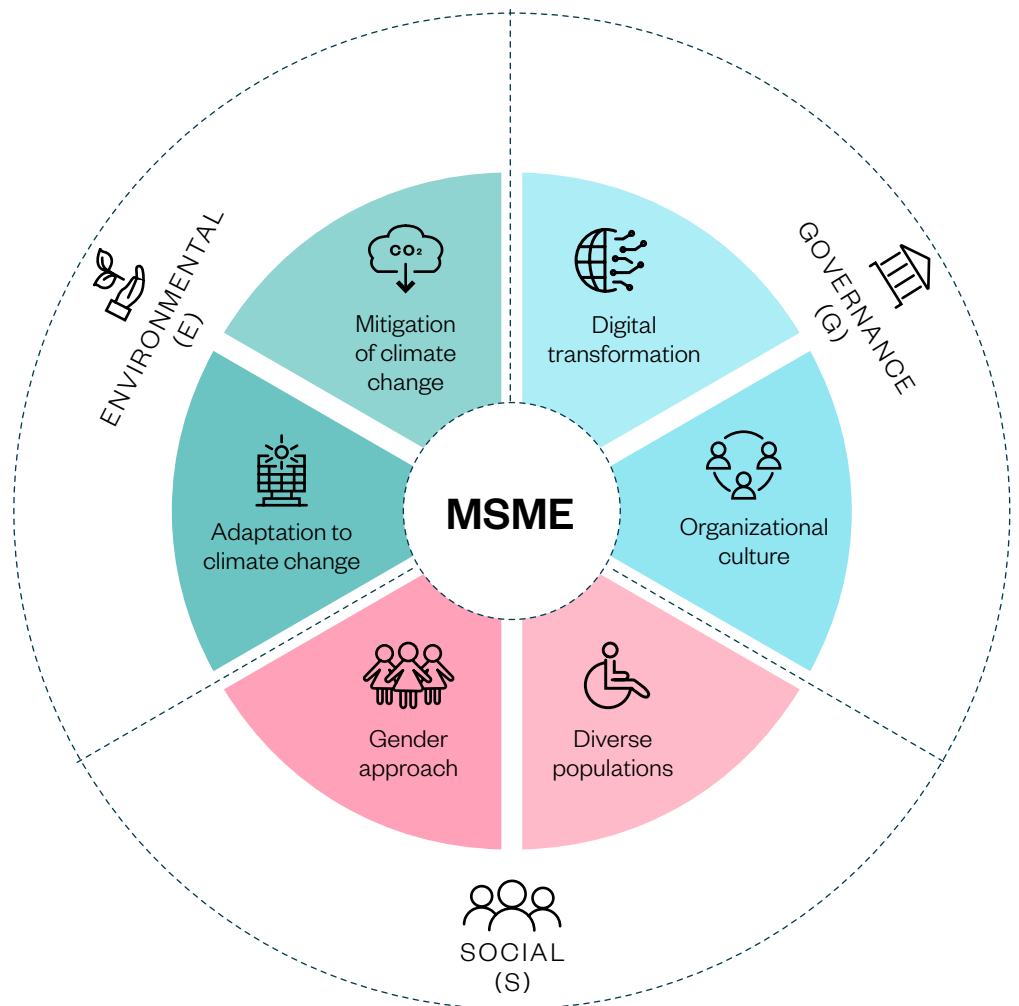 ENVIRONMENTAL
(E)
GOVERNANCE
(G)
CO₂
Mitigation
of climate
change
Digital
transformation
Adaptation to
climate change
MSME
Organizational
culture
Gender
approach
Diverse
populations
SOCIAL
(S)